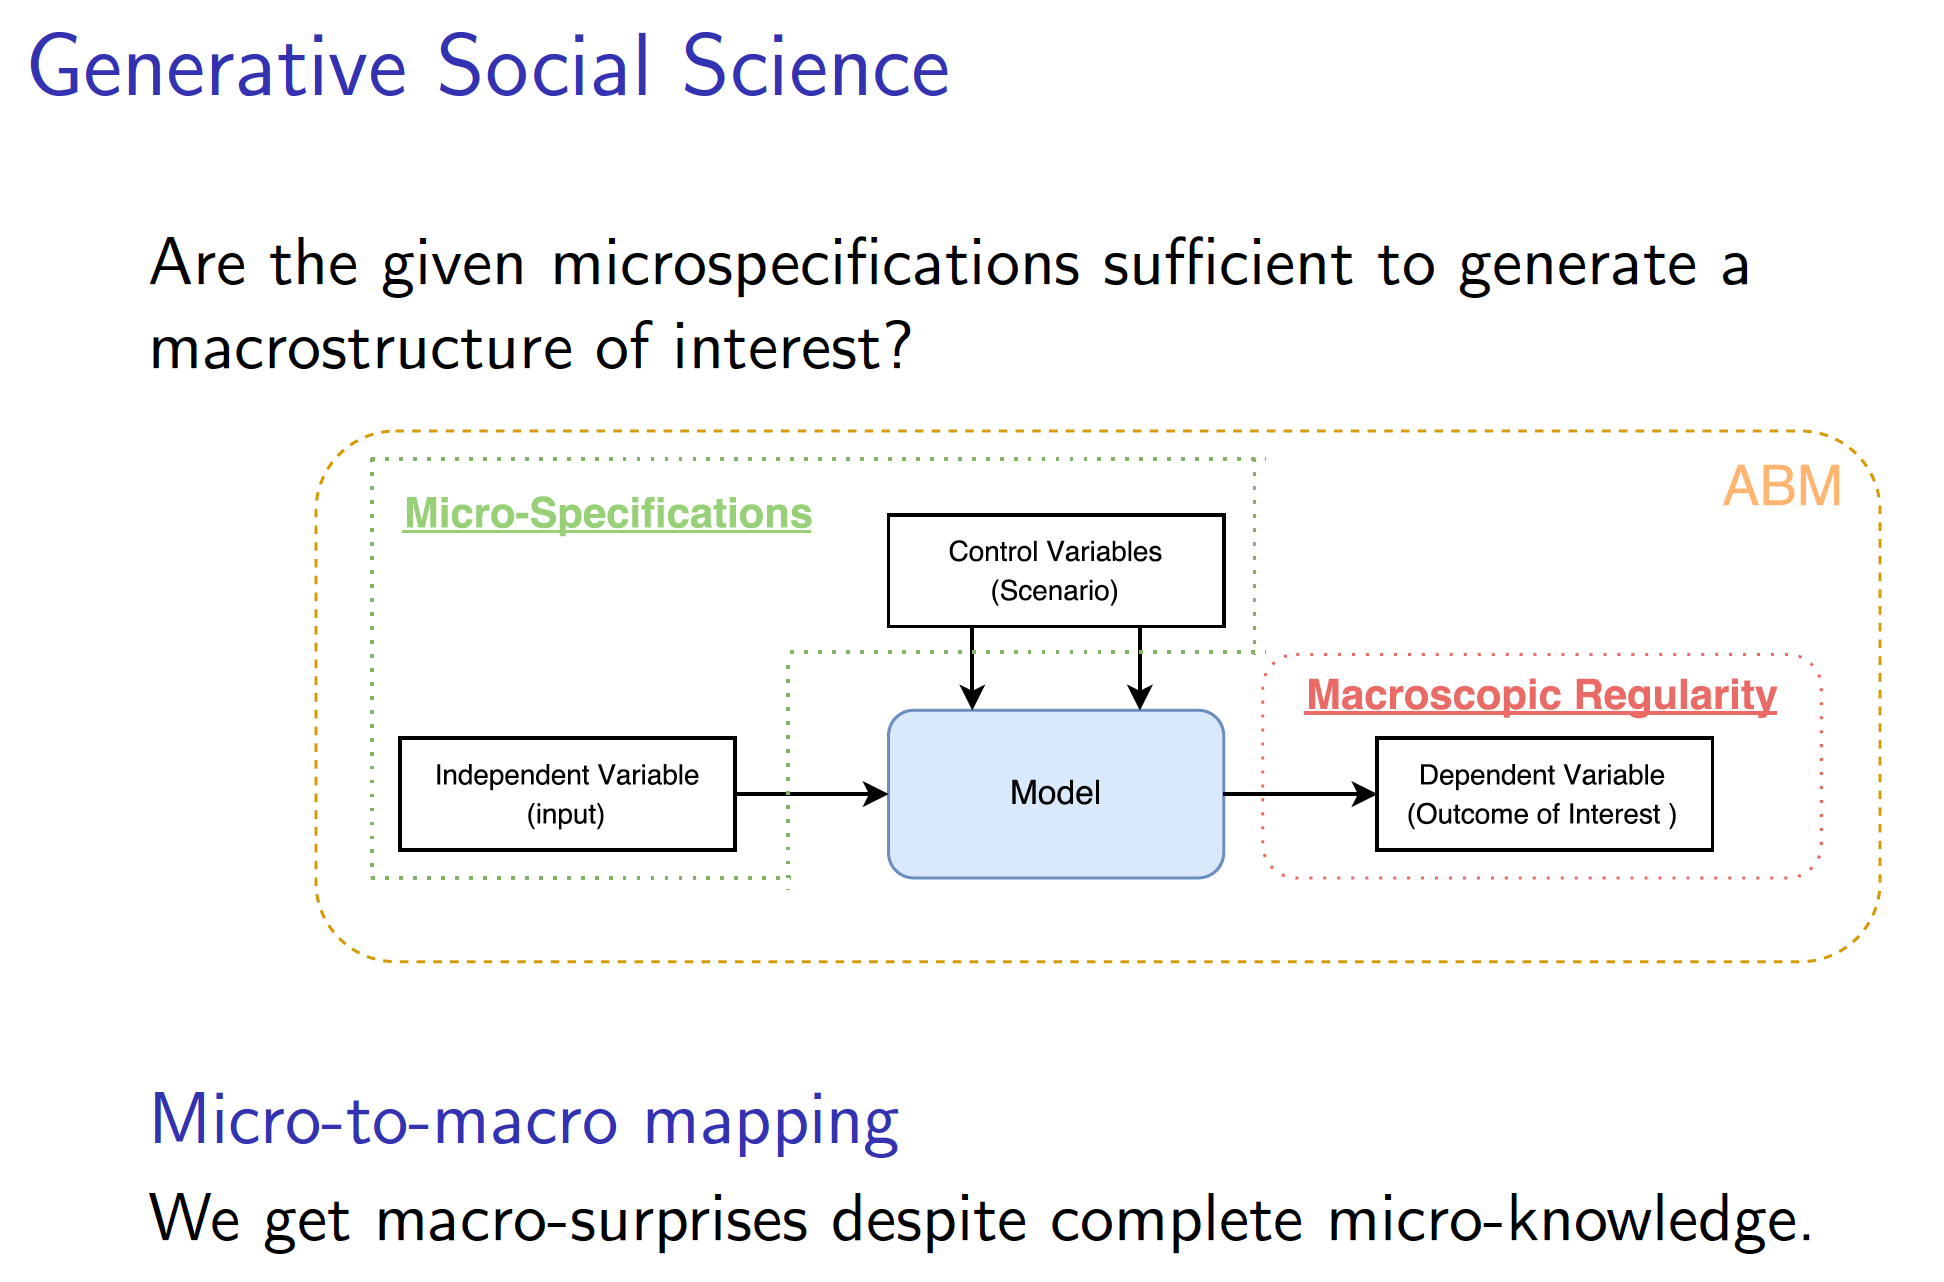 Generative Social Science
Are the given microspecifications sufficient to generate a
macrostructure of interest?
ABM
Micro-Specifications
Control Variables
(Scenario)
Macroscopic Regularity
Independent Variable
(input)
Model
Dependent Variable
(Outcome of Interest )
Micro-to-macro mapping
We get macro-surprises despite complete micro-knowledge.